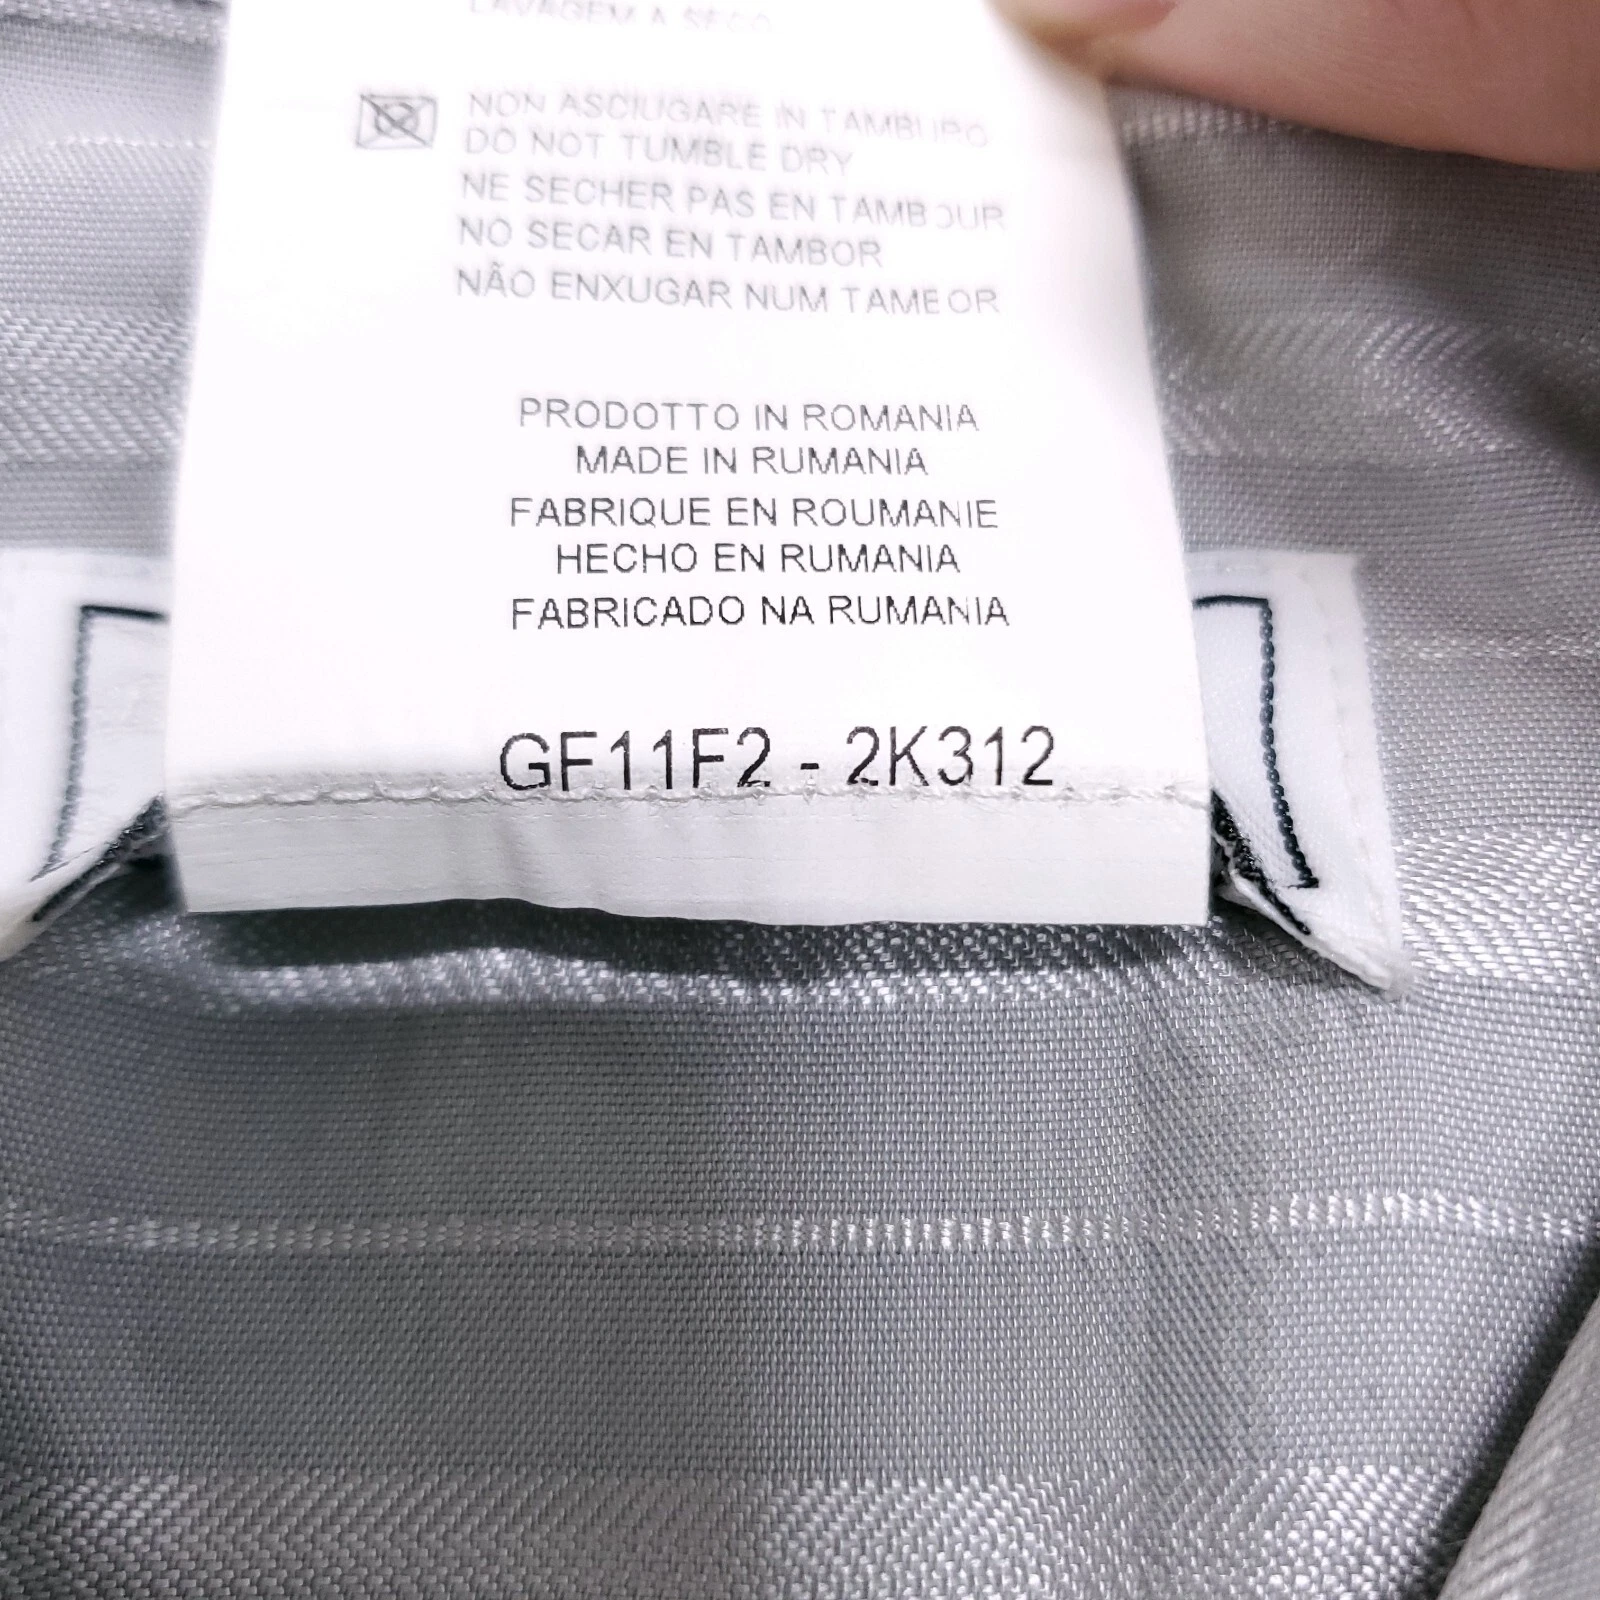 LAVAGEM A SECO
NON ASCIUGARE IN TAMBURO
DO NOT TUMBLE DRY
NE SECHER PAS EN TAMBOUR
NO SECAR EN TAMBOR
NÃO ENXUGAR NUM TAMBOR
PRODOTTO IN ROMANIA
MADE IN RUMANIA
FABRIQUE EN ROUMANIE
HECHO EN RUMANIA
FABRICADO NA RUMANIA
GF11F2 - 2K312